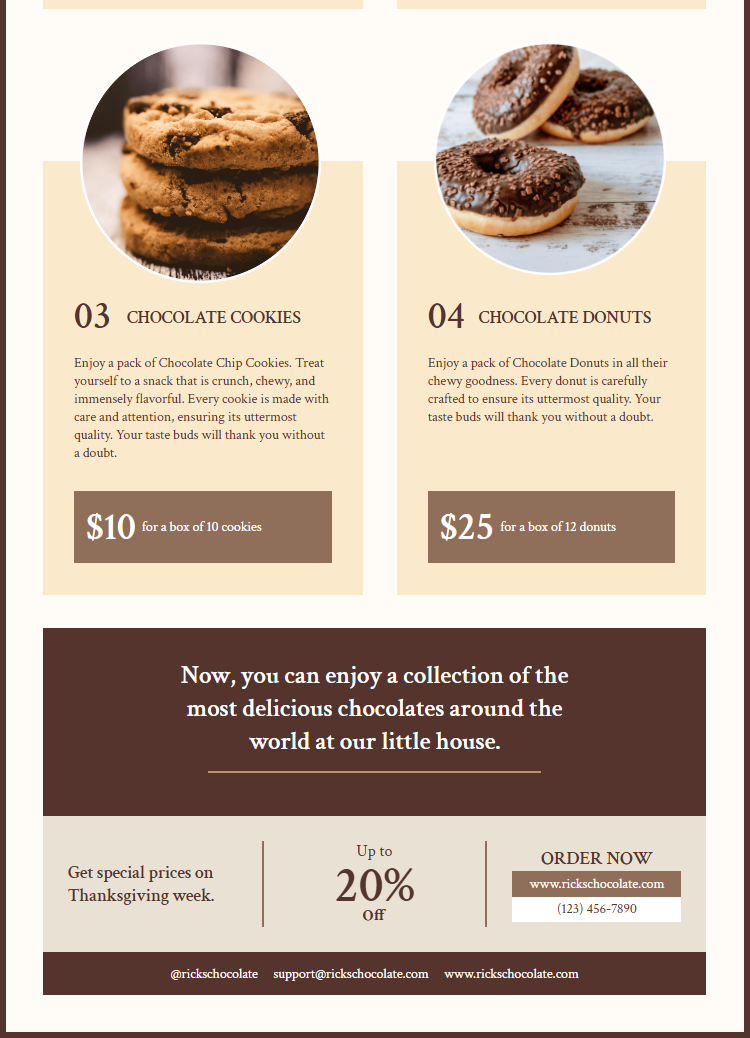 03 CHOCOLATE COOKIES
Enjoy a pack of Chocolate Chip Cookies. Treat
yourself to a snack that is crunch, chewy, and
immensely flavorful. Every cookie is made with
care and attention, ensuring its uttermost
quality. Your taste buds will thank you without
a doubt.
$10 for a box of 10 cookies
04 CHOCOLATE DONUTS
Enjoy a pack of Chocolate Donuts in all their
chewy goodness. Every donut is carefully
crafted to ensure its uttermost quality. Your
taste buds will thank you without a doubt.
$25 for a box of 12 donuts
Now, you can enjoy a collection of the
most delicious chocolates around the
world at our little house.
Get special prices on
Thanksgiving week.
Up to
20%
Off
ORDER NOW
www.rickschocolate.com
(123) 456-7890
@rickschocolate support@rickschocolate.com www.rickschocolate.com